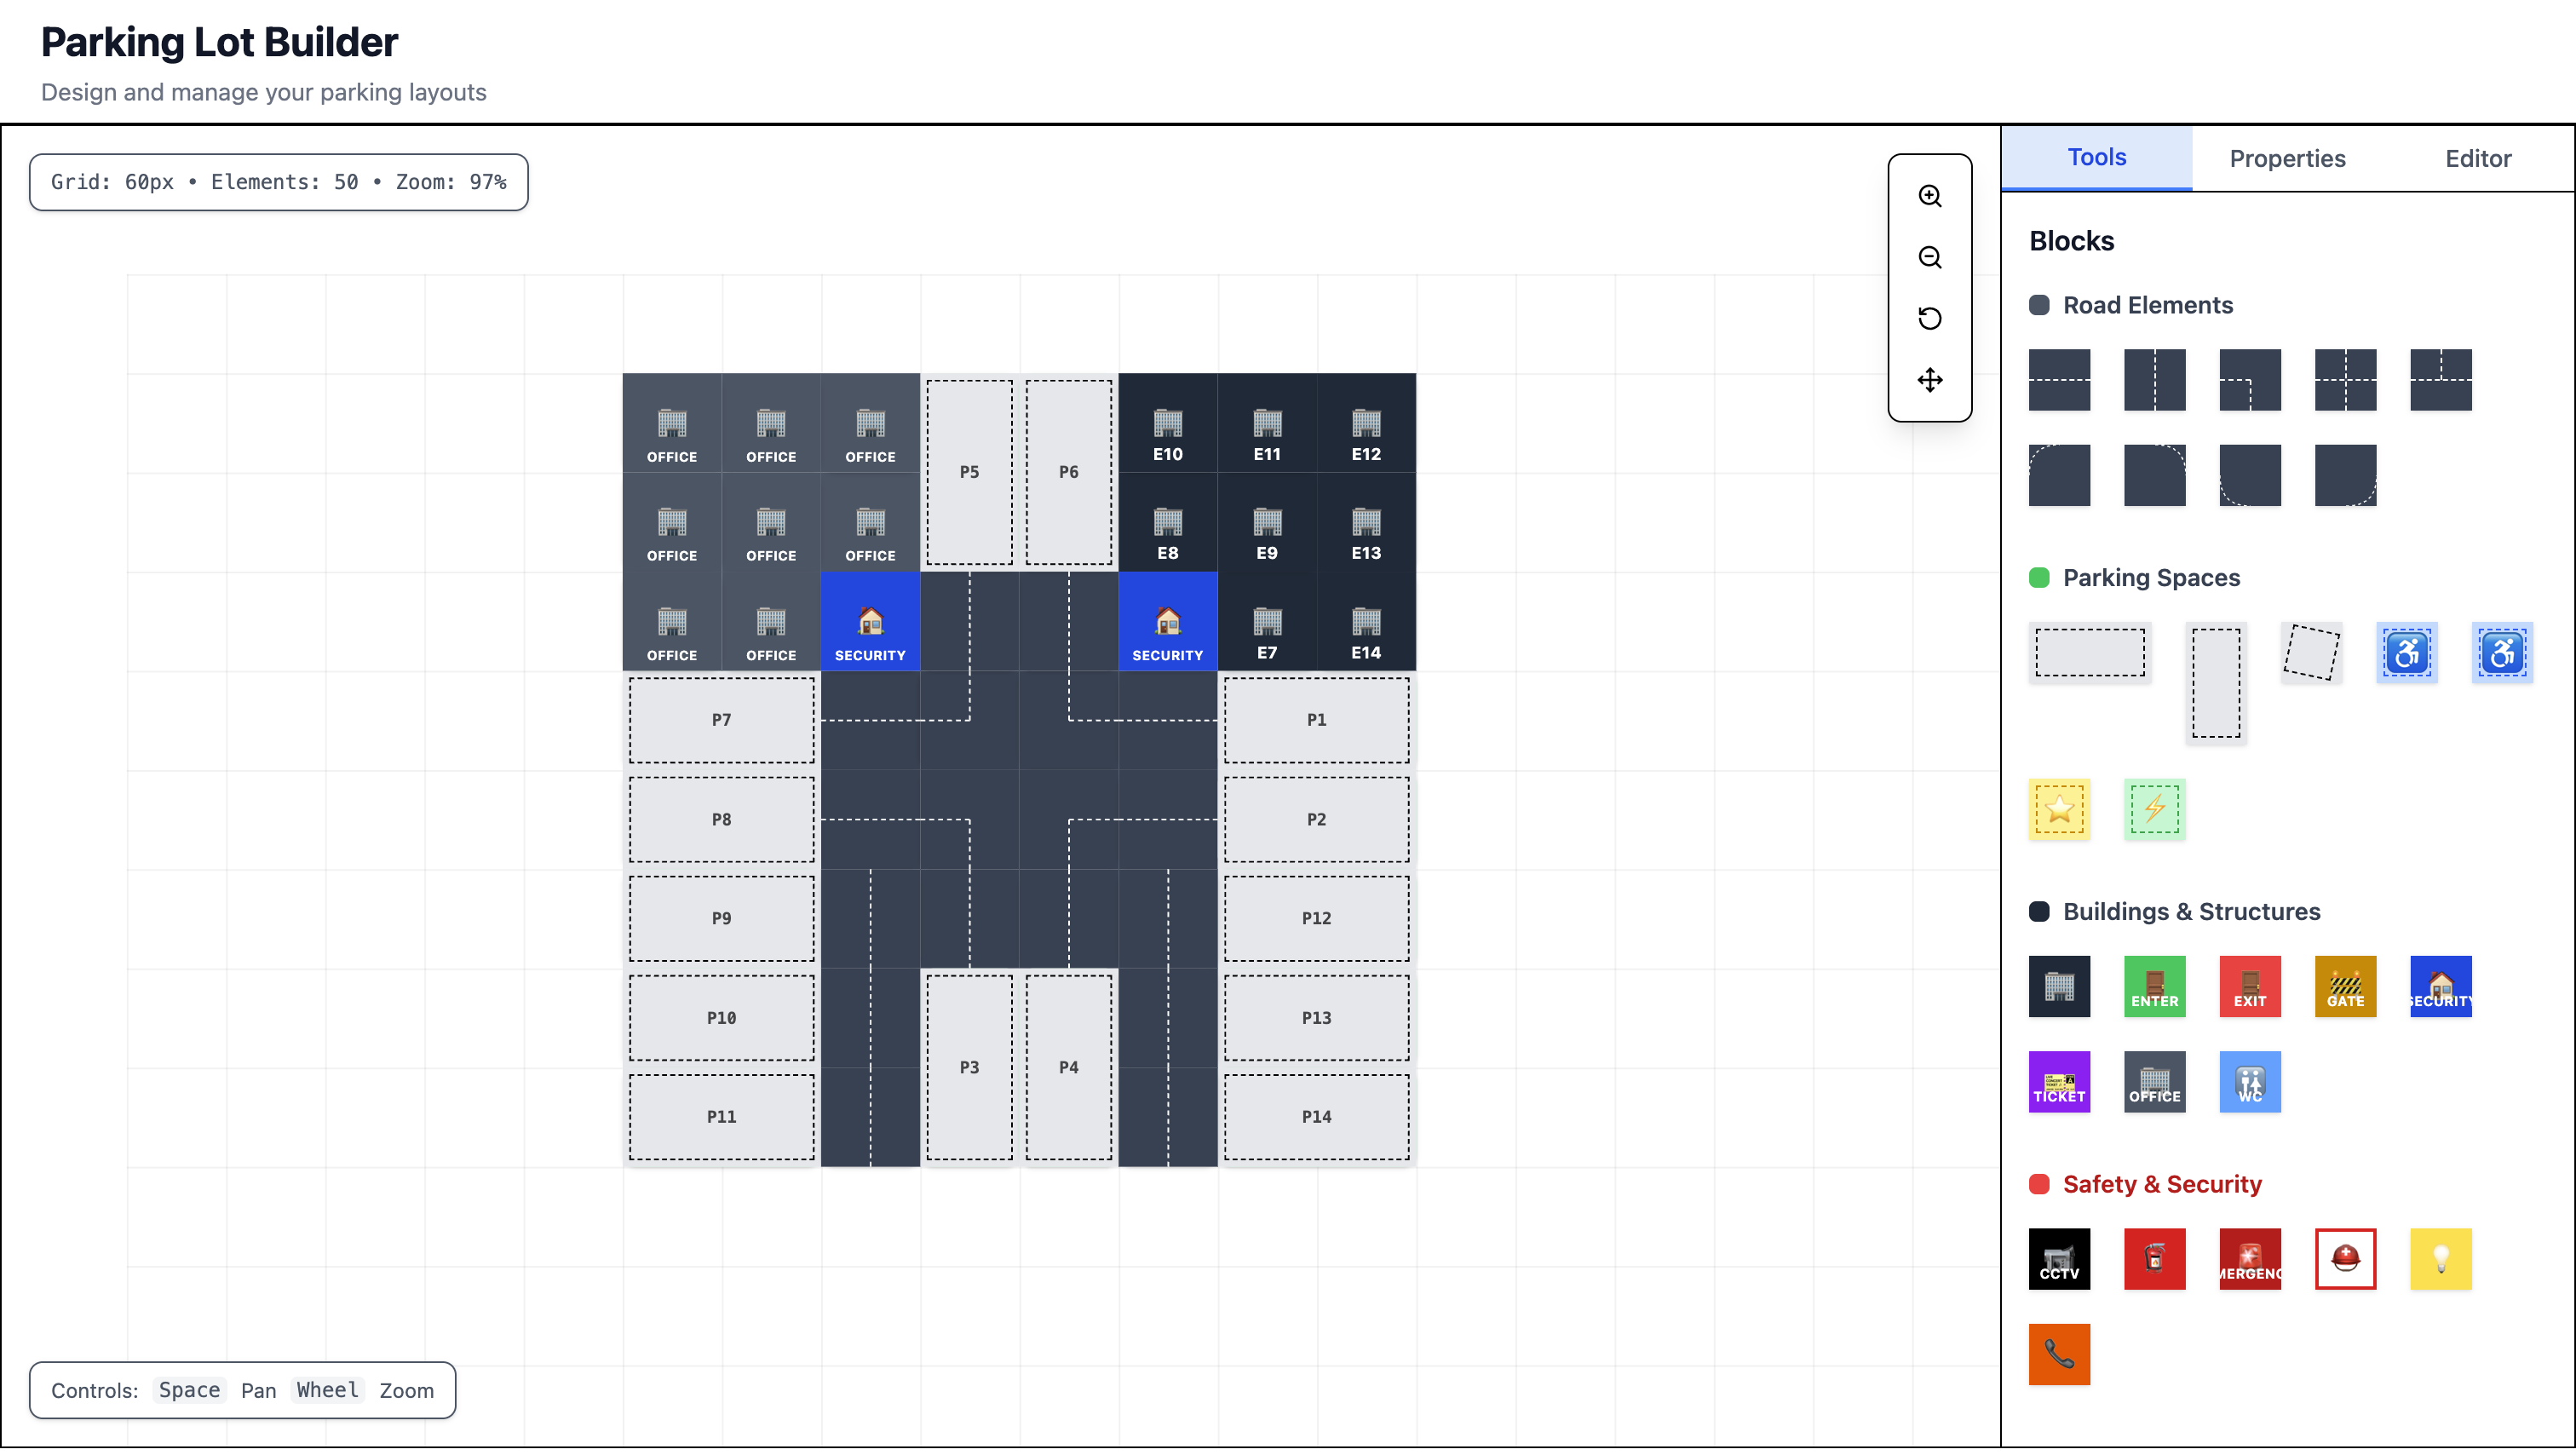 Parking Lot Builder
Design and manage your parking layouts
Grid: 60px • Elements: 50 • Zoom: 97%
Tools Properties Editor
Blocks
Road Elements
Parking Spaces
Buildings & Structures
ENTER EXIT GATE SECURITY
TICKET OFFICE WC
Safety & Security
CCTV MERGENC
OFFICE OFFICE OFFICE P5 P6 E10 E11 E12
OFFICE OFFICE OFFICE E8 E9 E13
OFFICE OFFICE SECURITY SECURITY E7 E14
P7 P1
P8 P2
P9 P12
P10 P13
P3 P4
P11 P14
Controls: Space Pan Wheel Zoom